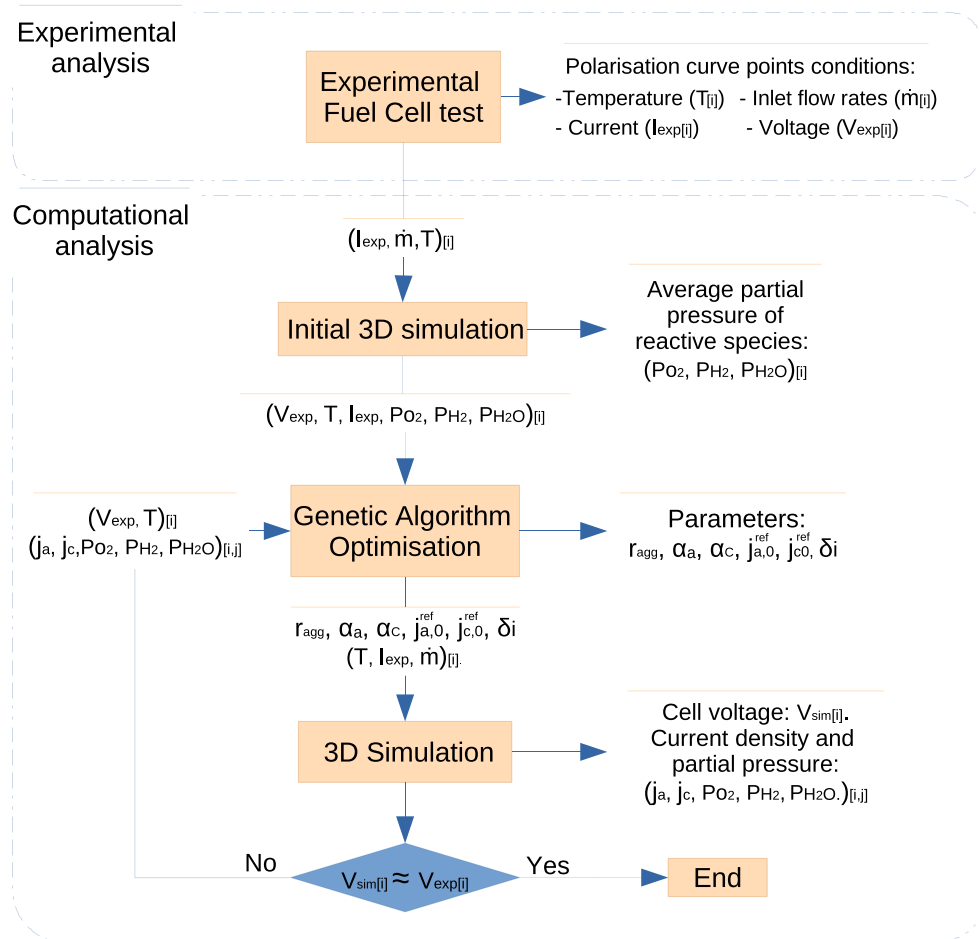 Experimental
analysis
Experimental
Fuel Cell test
Polarisation curve points conditions:
-Temperature (T[i]) - Inlet flow rates (ṁ[i])
- Current (Iexp[i]) - Voltage (Vexp[i])
Computational
analysis
(Iexp, ṁ,T)[i]
Initial 3D simulation
Average partial
pressure of
reactive species:
(PO2, PH2, PH2O)[i]
(Vexp, T, Iexp, PO2, PH2, PH2O)[i]
(Vexp, T)[i]
(ja, jc,PO2, PH2, PH2O)[i,j]
Genetic Algorithm
Optimisation
Parameters:
ragg, αa, αC, ja,0ref, jc0,ref δi
ragg, αa, αC, ja,0ref, jc,0ref, δi
(T, Iexp, ṁ)[i].
3D Simulation
Cell voltage: Vsim[i].
Current density and
partial pressure:
(ja, jc, PO2, PH2, PH2O.)[i,j]
No
Vsim[i] ≈ Vexp[i]
Yes
End